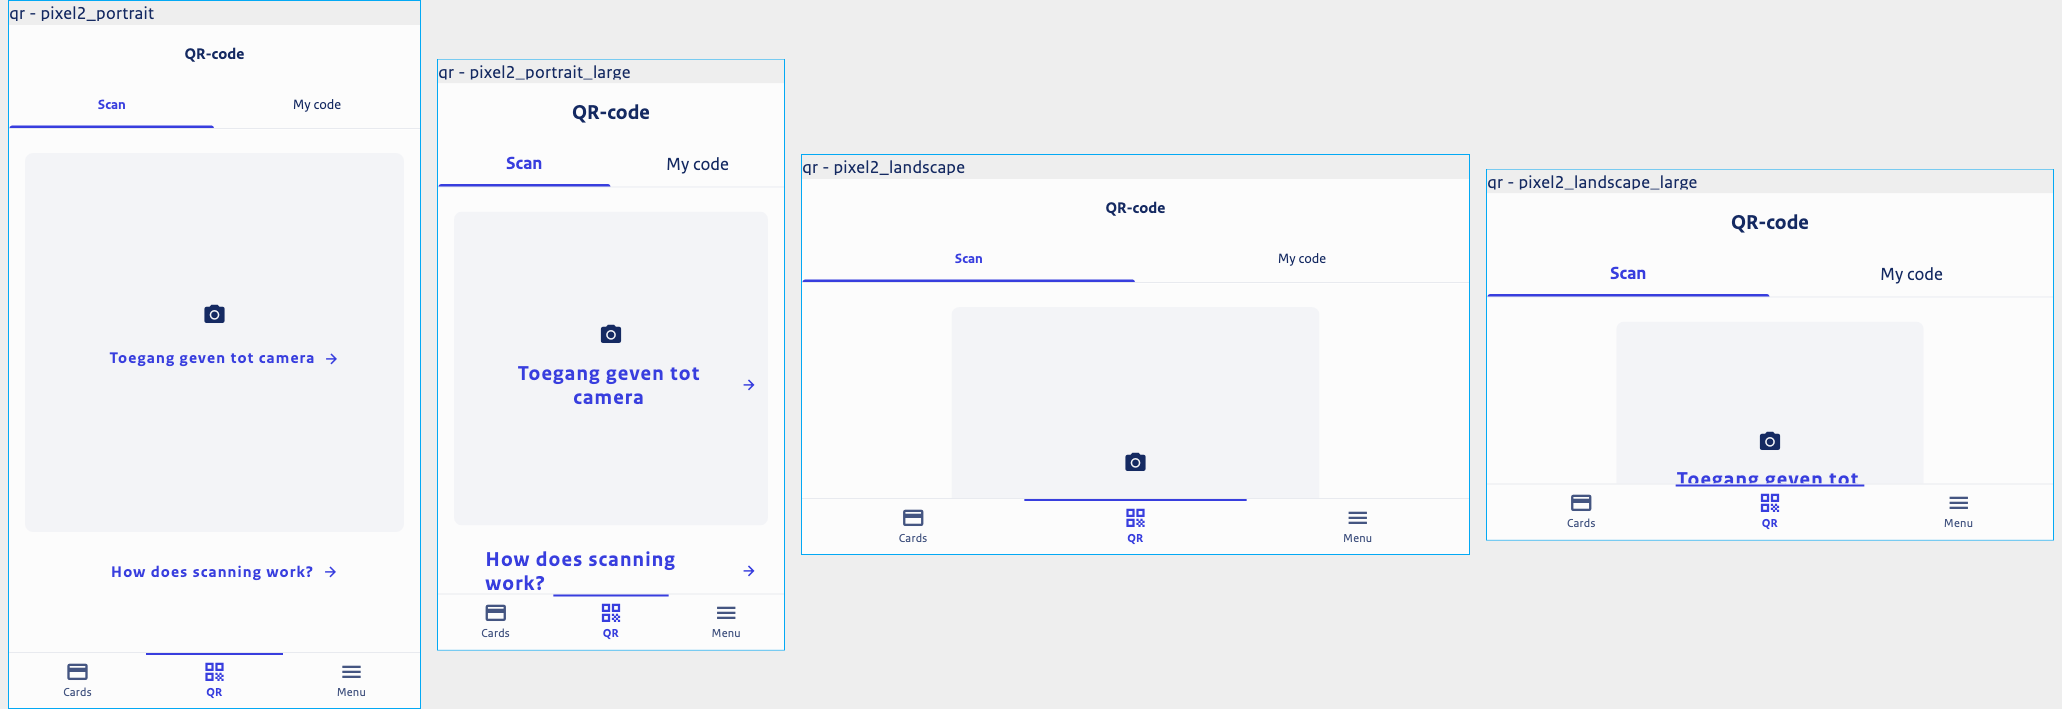 qr - pixel2_portrait
QR-code
Scan
My code
Toegang geven tot camera
How does scanning work?
Cards
QR
Menu
qr - pixel2_portrait_large
QR-code
Scan
My code
Toegang geven tot
camera
How does scanning
work?
Cards
QR
Menu
qr - pixel2_landscape
QR-code
Scan
My code
Cards
QR
Menu
qr - pixel2_landscape_large
QR-code
Scan
My code
Toegang geven tot
Cards
QR
Menu